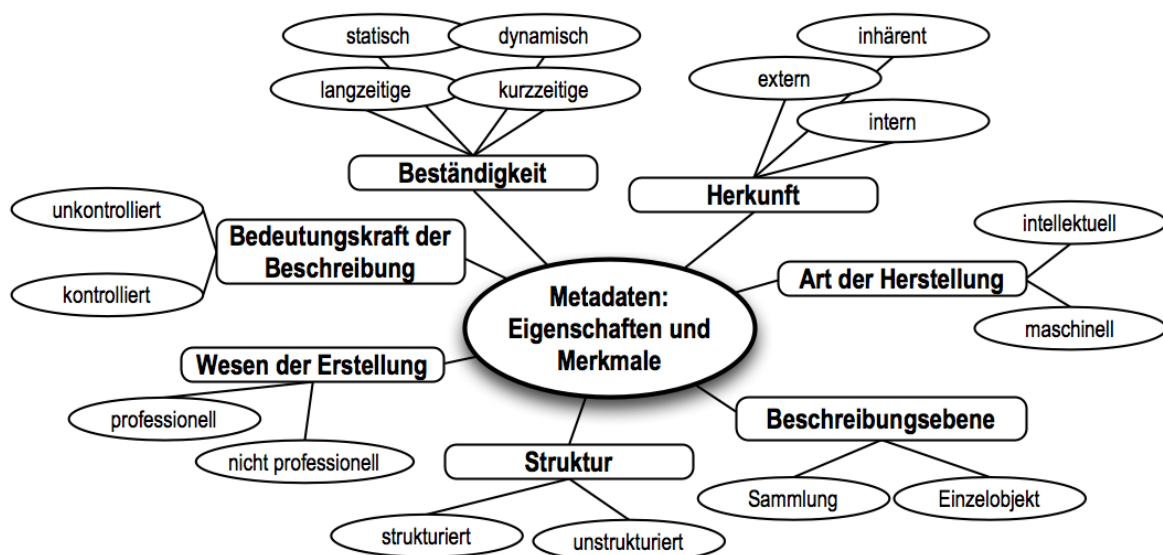 statisch
dynamisch
langzeitige
kurzzeitige
Beständigkeit
inhärent
extern
intern
Herkunft
unkontrolliert
kontrolliert
Bedeutungskraft der
Beschreibung
intellektuell
maschinell
Art der Herstellung
Metadaten:
Eigenschaften und
Merkmale
Wesen der Erstellung
professionell
nicht professionell
Struktur
strukturiert
unstrukturiert
Beschreibungsebene
Sammlung
Einzelobjekt